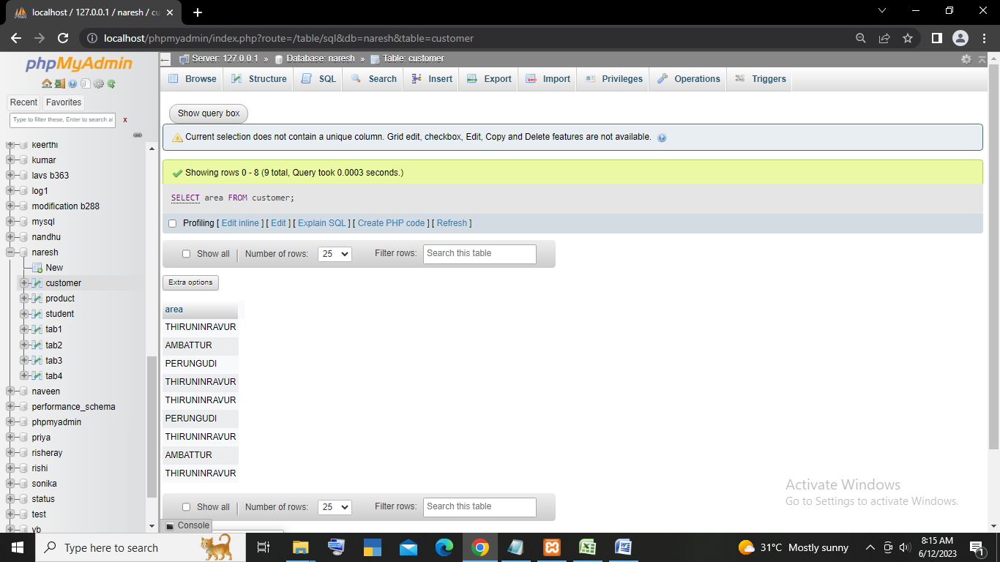 localhost / 127.0.0.1 / naresh / cu
localhost/phpmyadmin/index.php?route=/table/sql&db=naresh&table=customer
phpMyAdmin
Recent Favorites
Type to filter these, Enter to search al x
keerthi
kumar
lavs b363
log1
modification b288
mysql
nandhu
naresh
New
customer
product
student
tab1
tab2
tab3
tab4
naveen
performance_schema
phpmyadmin
priya
risheray
rishi
sonika
status
test
vb
Server: 127.0.0.1 » Database: naresh » Table: customer
Browse Structure SQL Search Insert Export Import Privileges Operations Triggers
Show query box
Current selection does not contain a unique column. Grid edit, checkbox, Edit, Copy and Delete features are not available.
Showing rows 0 - 8 (9 total, Query took 0.0003 seconds.)
SELECT area FROM customer;
Profiling [ Edit inline ] [ Edit ] [ Explain SQL ] [ Create PHP code ] [ Refresh ]
Show all | Number of rows: 25 Filter rows: Search this table
Extra options
area
THIRUNINRAVUR
AMBATTUR
PERUNGUDI
THIRUNINRAVUR
THIRUNINRAVUR
PERUNGUDI
THIRUNINRAVUR
AMBATTUR
THIRUNINRAVUR
Show all | Number of rows: 25 Filter rows: Search this table
Console
Activate Windows
Go to Settings to activate Windows.
Type here to search
31°C Mostly sunny
8:15 AM
6/12/2023
1